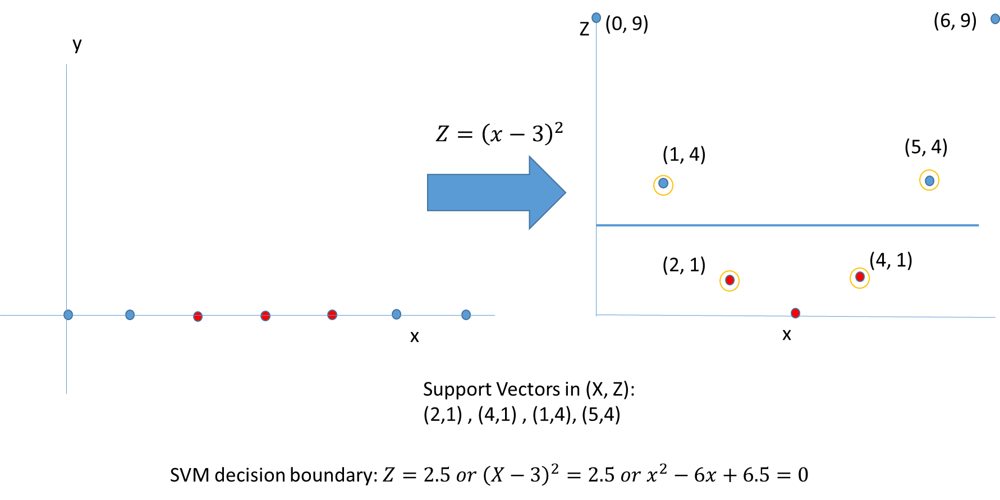 y
Z
(0, 9)
(6, 9)
Z = (x − 3)²
(1, 4)
(5, 4)
(2, 1)
(4, 1)
x
x
Support Vectors in (X, Z):
(2,1) , (4,1) , (1,4), (5,4)
SVM decision boundary: Z = 2.5 or (X − 3)² = 2.5 or x² − 6x + 6.5 = 0